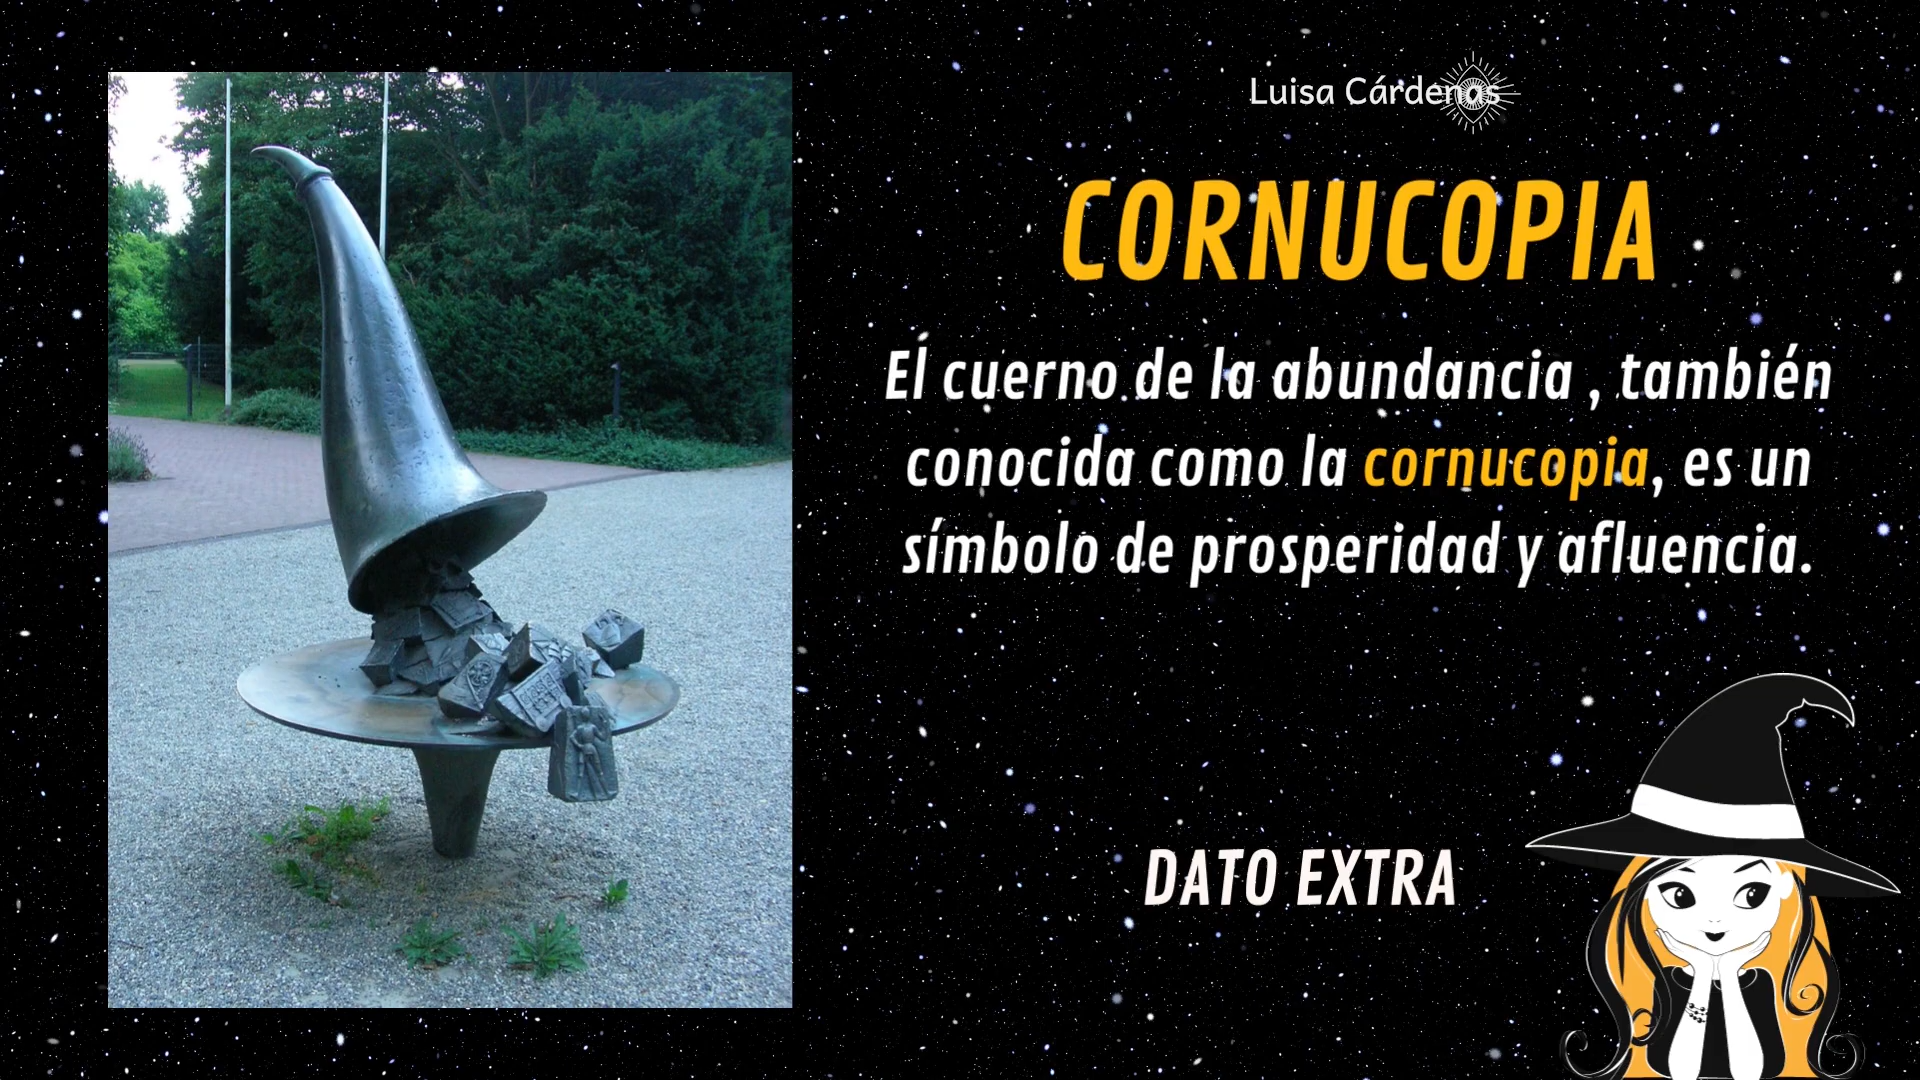 Luisa Cárdenas
CORNUCOPIA
El cuerno de la abundancia , también
conocida como la cornucopia, es un
símbolo de prosperidad y afluencia.
DATO EXTRA